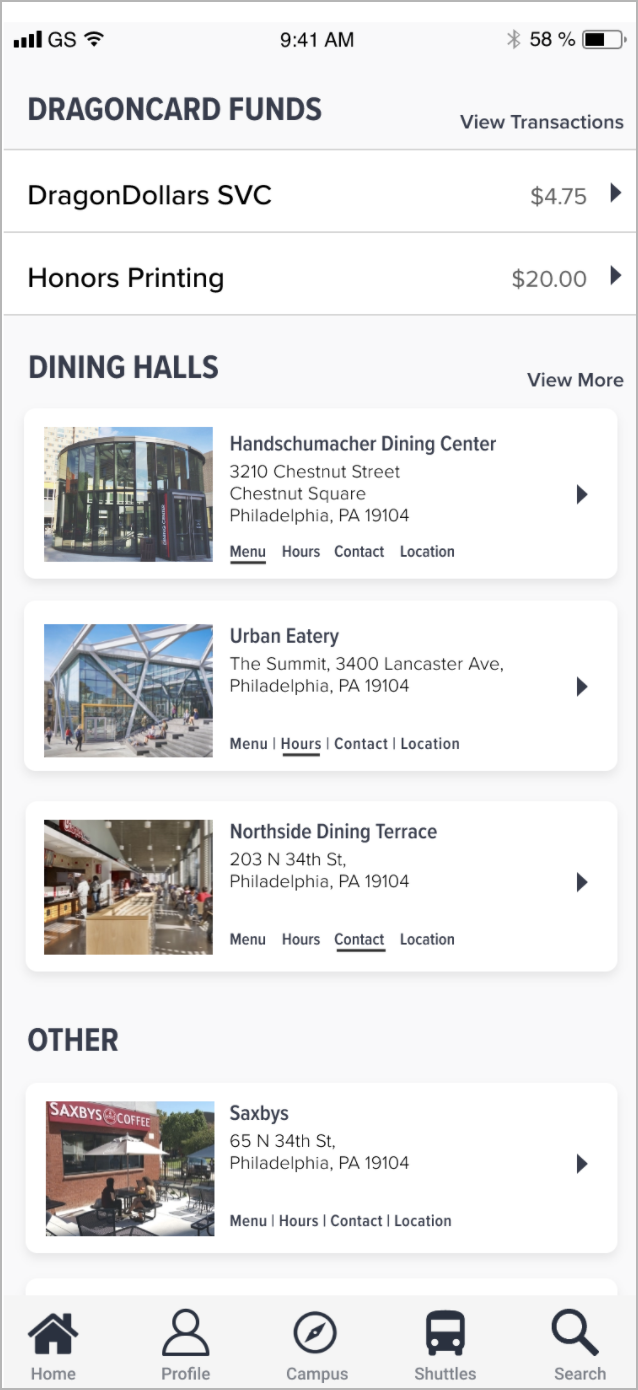 GS 9:41 AM 58 %
DRAGONCARD FUNDS
View Transactions
DragonDollars SVC $4.75
Honors Printing $20.00
DINING HALLS
View More
DINING CENTER
Handschumacher Dining Center
3210 Chestnut Street
Chestnut Square
Philadelphia, PA 19104
Menu Hours Contact Location
Urban Eatery
The Summit, 3400 Lancaster Ave,
Philadelphia, PA 19104
Menu | Hours | Contact | Location
Northside Dining Terrace
203 N 34th St,
Philadelphia, PA 19104
Menu Hours Contact Location
OTHER
SAXBYS COFFEE
Saxbys
65 N 34th St,
Philadelphia, PA 19104
Menu | Hours | Contact | Location
Home Profile Campus Shuttles Search